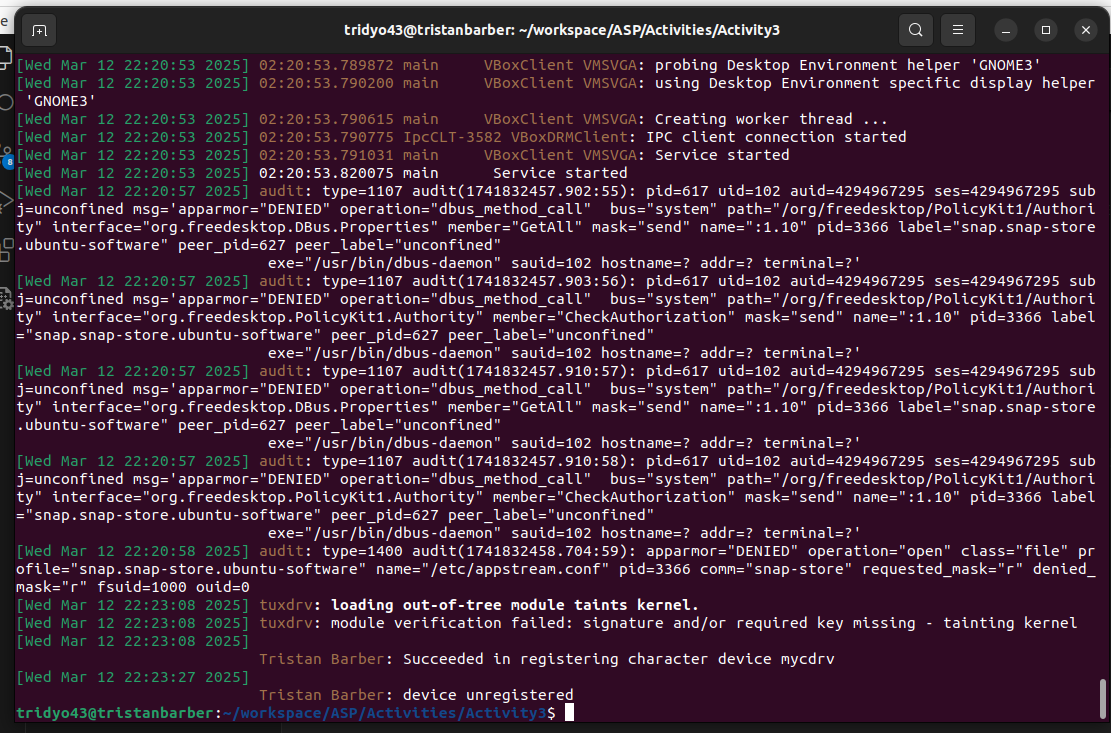 e
tridyo43@tristanbarber: ~/workspace/ASP/Activities/Activity3
[Wed Mar 12 22:20:53 2025] 02:20:53.789872 main     VBoxClient VMSVGA: probing Desktop Environment helper 'GNOME3'
[Wed Mar 12 22:20:53 2025] 02:20:53.790200 main     VBoxClient VMSVGA: using Desktop Environment specific display helper
 'GNOME3'
[Wed Mar 12 22:20:53 2025] 02:20:53.790615 main     VBoxClient VMSVGA: Creating worker thread ...
[Wed Mar 12 22:20:53 2025] 02:20:53.790775 IpcCLT-3582 VBoxDRMClient: IPC client connection started
[Wed Mar 12 22:20:53 2025] 02:20:53.791031 main     VBoxClient VMSVGA: Service started
[Wed Mar 12 22:20:53 2025] 02:20:53.820075 main      Service started
[Wed Mar 12 22:20:57 2025] audit: type=1107 audit(1741832457.902:55): pid=617 uid=102 auid=4294967295 ses=4294967295 sub
j=unconfined msg='apparmor="DENIED" operation="dbus_method_call"  bus="system" path="/org/freedesktop/PolicyKit1/Authori
ty" interface="org.freedesktop.DBus.Properties" member="GetAll" mask="send" name=":1.10" pid=3366 label="snap.snap-store
.ubuntu-software" peer_pid=627 peer_label="unconfined"
exe="/usr/bin/dbus-daemon" sauid=102 hostname=? addr=? terminal=?'
[Wed Mar 12 22:20:57 2025] audit: type=1107 audit(1741832457.903:56): pid=617 uid=102 auid=4294967295 ses=4294967295 sub
j=unconfined msg='apparmor="DENIED" operation="dbus_method_call"  bus="system" path="/org/freedesktop/PolicyKit1/Authori
ty" interface="org.freedesktop.PolicyKit1.Authority" member="CheckAuthorization" mask="send" name=":1.10" pid=3366 label
="snap.snap-store.ubuntu-software" peer_pid=627 peer_label="unconfined"
exe="/usr/bin/dbus-daemon" sauid=102 hostname=? addr=? terminal=?'
[Wed Mar 12 22:20:57 2025] audit: type=1107 audit(1741832457.910:57): pid=617 uid=102 auid=4294967295 ses=4294967295 sub
j=unconfined msg='apparmor="DENIED" operation="dbus_method_call"  bus="system" path="/org/freedesktop/PolicyKit1/Authori
ty" interface="org.freedesktop.DBus.Properties" member="GetAll" mask="send" name=":1.10" pid=3366 label="snap.snap-store
.ubuntu-software" peer_pid=627 peer_label="unconfined"
exe="/usr/bin/dbus-daemon" sauid=102 hostname=? addr=? terminal=?'
[Wed Mar 12 22:20:57 2025] audit: type=1107 audit(1741832457.910:58): pid=617 uid=102 auid=4294967295 ses=4294967295 sub
j=unconfined msg='apparmor="DENIED" operation="dbus_method_call"  bus="system" path="/org/freedesktop/PolicyKit1/Authori
ty" interface="org.freedesktop.PolicyKit1.Authority" member="CheckAuthorization" mask="send" name=":1.10" pid=3366 label
="snap.snap-store.ubuntu-software" peer_pid=627 peer_label="unconfined"
exe="/usr/bin/dbus-daemon" sauid=102 hostname=? addr=? terminal=?'
[Wed Mar 12 22:20:58 2025] audit: type=1400 audit(1741832458.704:59): apparmor="DENIED" operation="open" class="file" pr
ofile="snap.snap-store.ubuntu-software" name="/etc/appstream.conf" pid=3366 comm="snap-store" requested_mask="r" denied_
mask="r" fsuid=1000 ouid=0
[Wed Mar 12 22:23:08 2025] tuxdrv: loading out-of-tree module taints kernel.
[Wed Mar 12 22:23:08 2025] tuxdrv: module verification failed: signature and/or required key missing - tainting kernel
[Wed Mar 12 22:23:08 2025]
Tristan Barber: Succeeded in registering character device mycdrv
[Wed Mar 12 22:23:27 2025]
Tristan Barber: device unregistered
tridyo43@tristanbarber:~/workspace/ASP/Activities/Activity3$
8